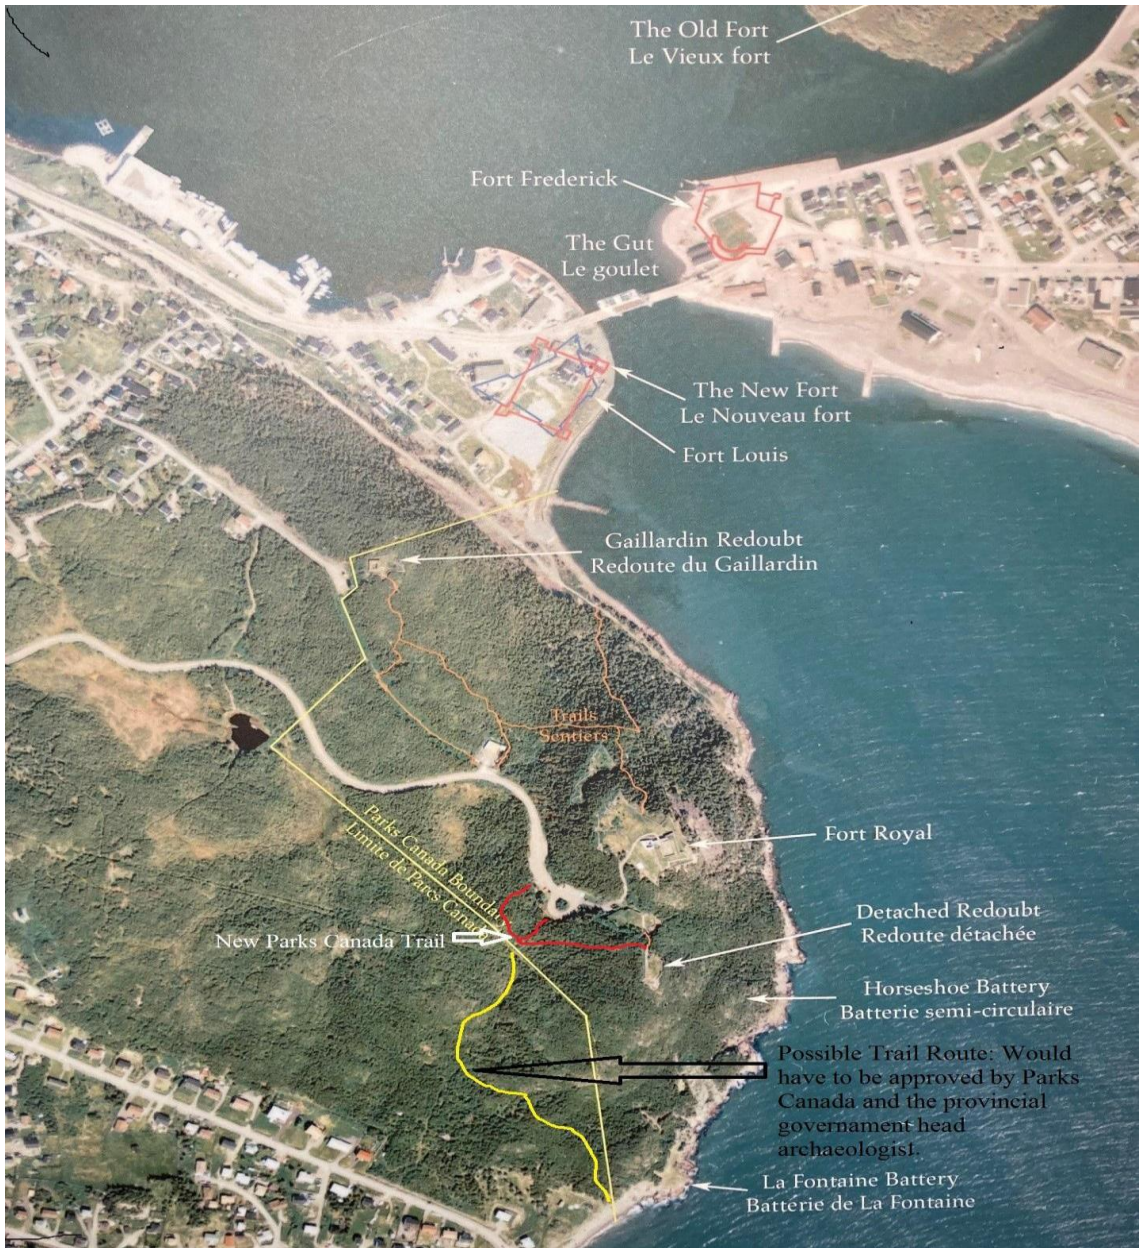 The Old Fort
Le Vieux fort
Fort Frederick
The Gut
Le goulet
The New Fort
Le Nouveau fort
Fort Louis
Gaillardin Redoubt
Redoute du Gaillardin
Trails
Sentiers
Parks Canada Boundary
Limite de Parcs Canada
Fort Royal
New Parks Canada Trail
Detached Redoubt
Redoute détachée
Horseshoe Battery
Batterie semi-circulaire
Possible Trail Route: Would
have to be approved by Parks
Canada and the provincial
governament head
archaeologist.
La Fontaine Battery
Battérie de La Fontaine